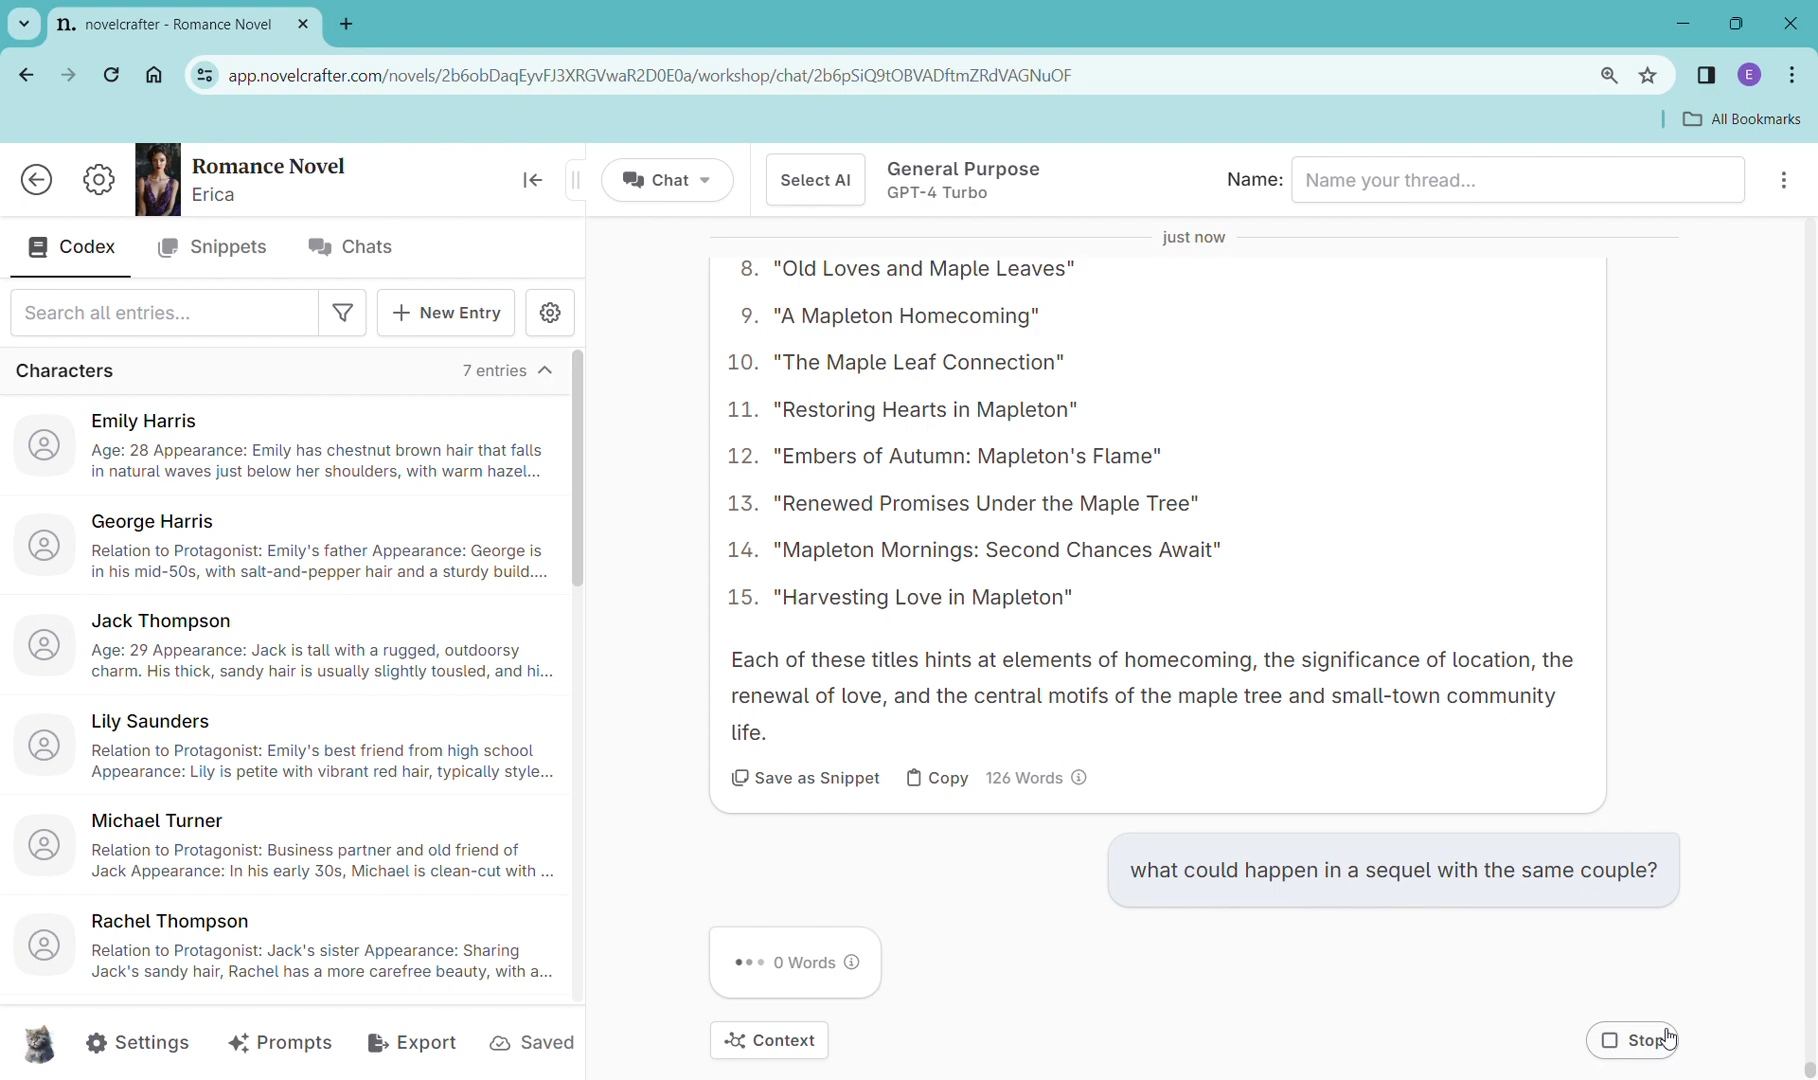 n. novelcrafter - Romance Novel
app.novelcrafter.com/novels/2b6obDaqEyvFJ3XRGVwaR2D0E0a/workshop/chat/2b6pSiQ9tOBVADftmZRdVAGNuOF
E
All Bookmarks
Romance Novel
Erica
Chat
Select AI
General Purpose
GPT-4 Turbo
Name:
Name your thread...
Codex
Snippets
Chats
Search all entries...
New Entry
Characters
7 entries
Emily Harris
Age: 28 Appearance: Emily has chestnut brown hair that falls
in natural waves just below her shoulders, with warm hazel...
George Harris
Relation to Protagonist: Emily's father Appearance: George is
in his mid-50s, with salt-and-pepper hair and a sturdy build....
Jack Thompson
Age: 29 Appearance: Jack is tall with a rugged, outdoorsy
charm. His thick, sandy hair is usually slightly tousled, and hi...
Lily Saunders
Relation to Protagonist: Emily's best friend from high school
Appearance: Lily is petite with vibrant red hair, typically style...
Michael Turner
Relation to Protagonist: Business partner and old friend of
Jack Appearance: In his early 30s, Michael is clean-cut with ...
Rachel Thompson
Relation to Protagonist: Jack's sister Appearance: Sharing
Jack's sandy hair, Rachel has a more carefree beauty, with a...
Settings
Prompts
Export
Saved
just now
8. "Old Loves and Maple Leaves"
9. "A Mapleton Homecoming"
10. "The Maple Leaf Connection"
11. "Restoring Hearts in Mapleton"
12. "Embers of Autumn: Mapleton's Flame"
13. "Renewed Promises Under the Maple Tree"
14. "Mapleton Mornings: Second Chances Await"
15. "Harvesting Love in Mapleton"
Each of these titles hints at elements of homecoming, the significance of location, the
renewal of love, and the central motifs of the maple tree and small-town community
life.
Save as Snippet
Copy
126 Words
what could happen in a sequel with the same couple?
0 Words
Context
Stop